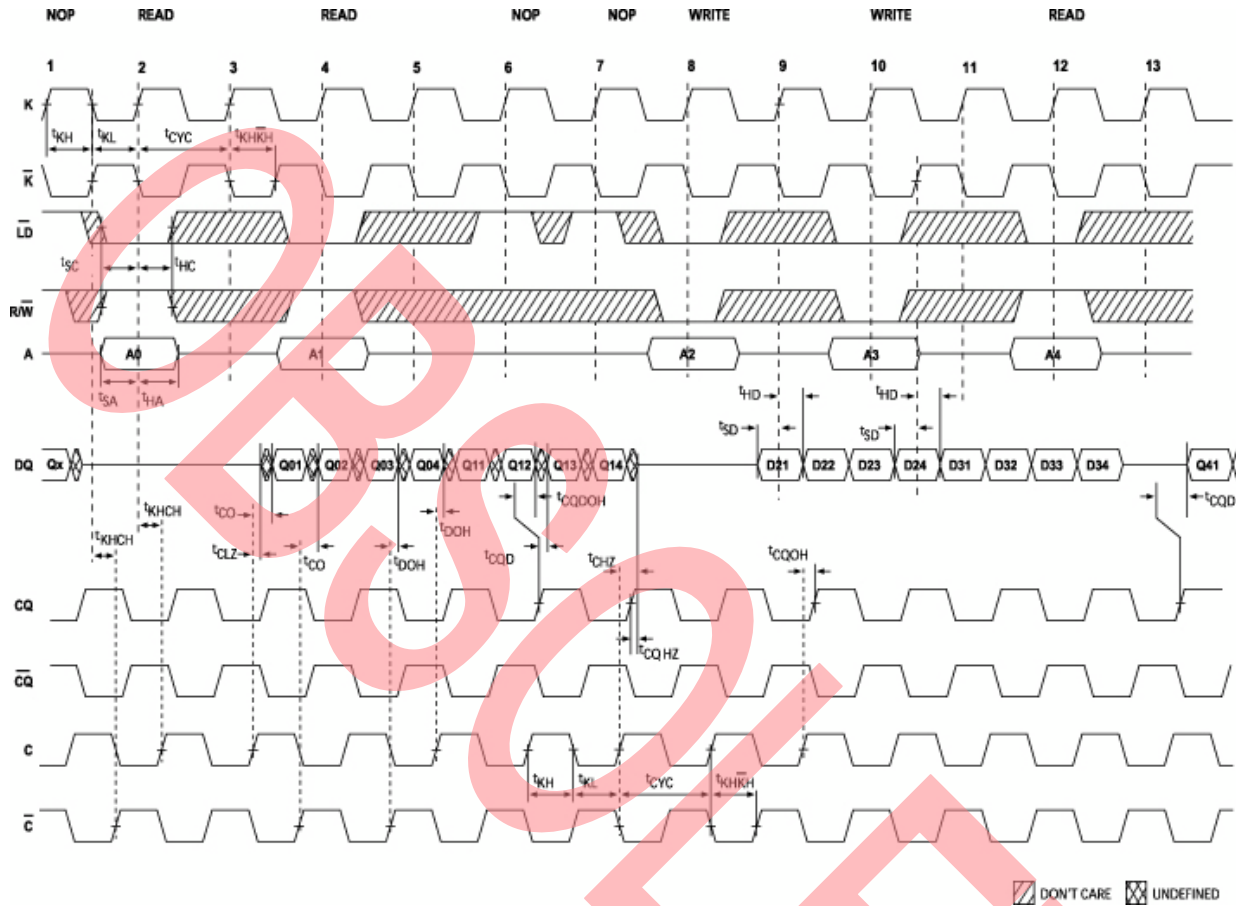 NOP READ READ NOP NOP WRITE WRITE READ
1 2 3 4 5 6 7 8 9 10 11 12 13
K
tKH tKL tCYC tKHK̅H
K̅
L̅D̅
tSC tHC
R/W̅
A A0 A1 A2 A3 A4
tSA tHA tHD tHD
tSD tSD
DQ Qx Q01 Q02 Q03 Q04 Q11 Q12 Q13 Q14 D21 D22 D23 D24 D31 D32 D33 D34 Q41
tKHCH tCO tCQDOH tCQD
tKHCH tCLZ tCO tDOH tDOH tCQD tCHZ tCQOH
CQ
tCQHZ
C̅Q̅
C
tKH tKL tCYC tKHK̅H
C̅
DON'T CARE UNDEFINED
OBSOLE